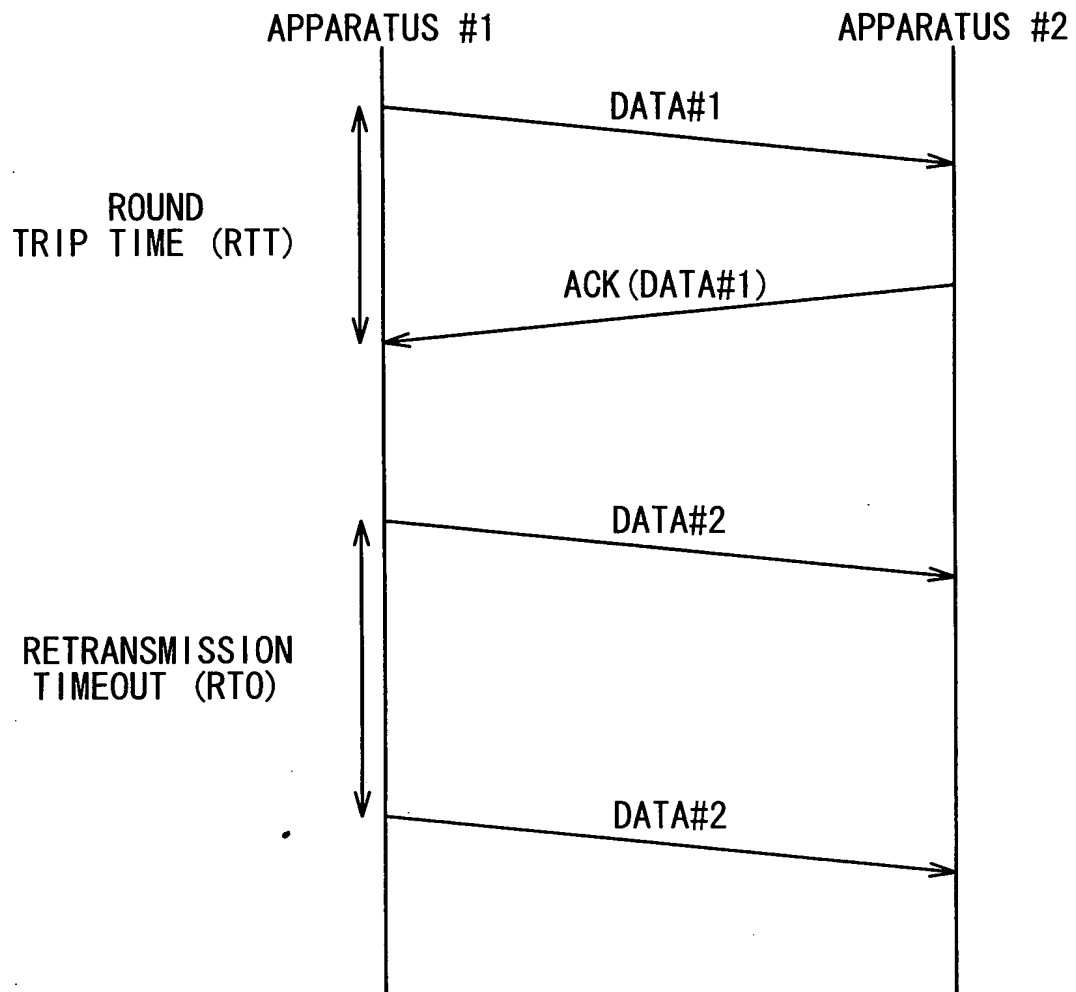 APPARATUS #1
APPARATUS #2
DATA#1
ROUND
TRIP TIME (RTT)
ACK(DATA#1)
DATA#2
RETRANSMISSION
TIMEOUT (RTO)
DATA#2